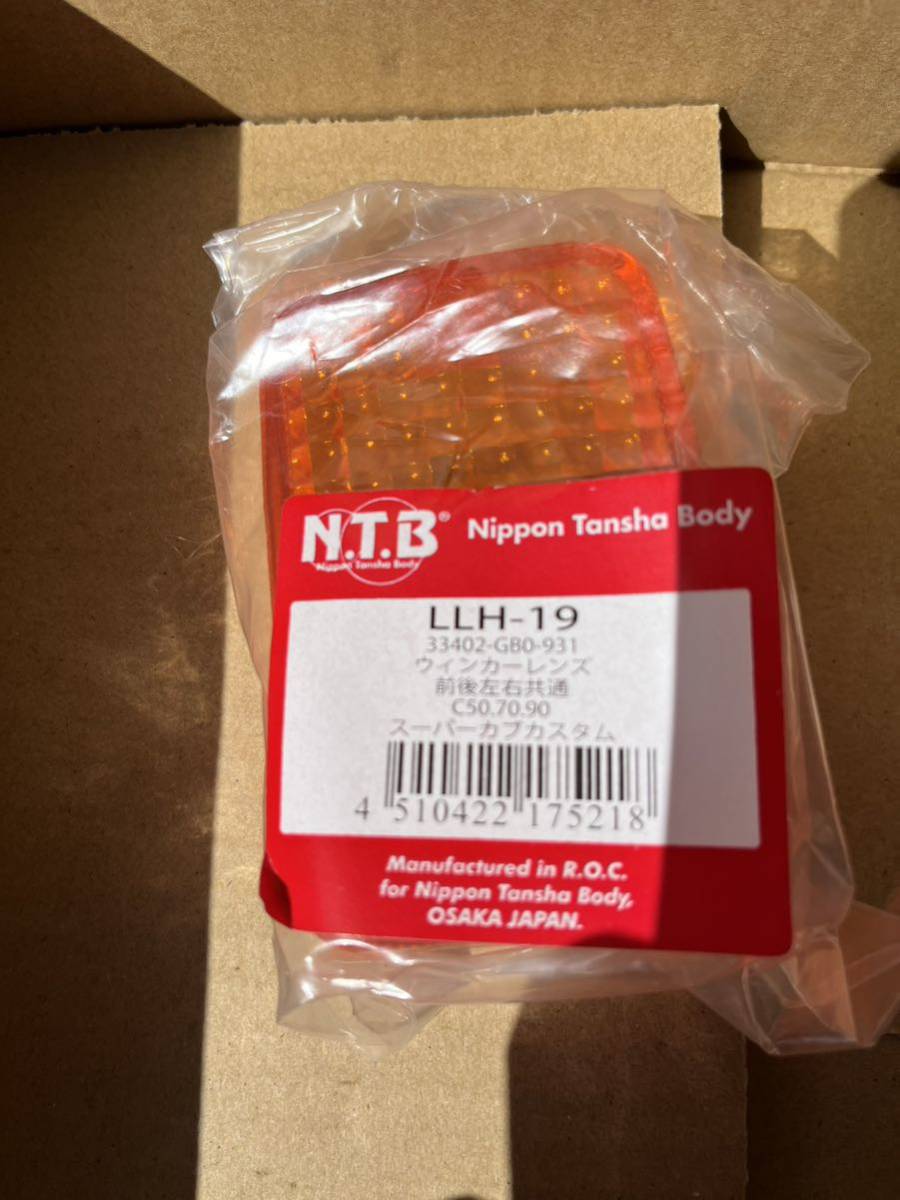 N.T.B® Nippon Tansha Body
Nippon Tansha Body
LLH-19
33402-GB0-931
ウィンカーレンズ
前後左右共通
C50.70.90
スーパーカブカスタム
4 510422 175218
Manufactured in R.O.C.
for Nippon Tansha Body,
OSAKA JAPAN.